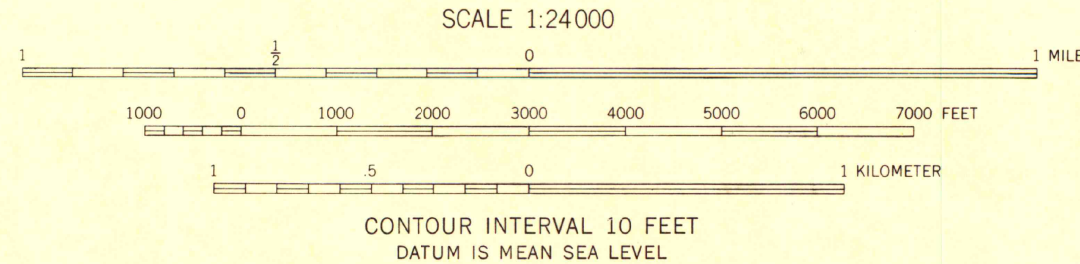 SCALE 1:24000
1 ½ 0 1 MILE
1000 0 1000 2000 3000 4000 5000 6000 7000 FEET
1 .5 0 1 KILOMETER
CONTOUR INTERVAL 10 FEET
DATUM IS MEAN SEA LEVEL